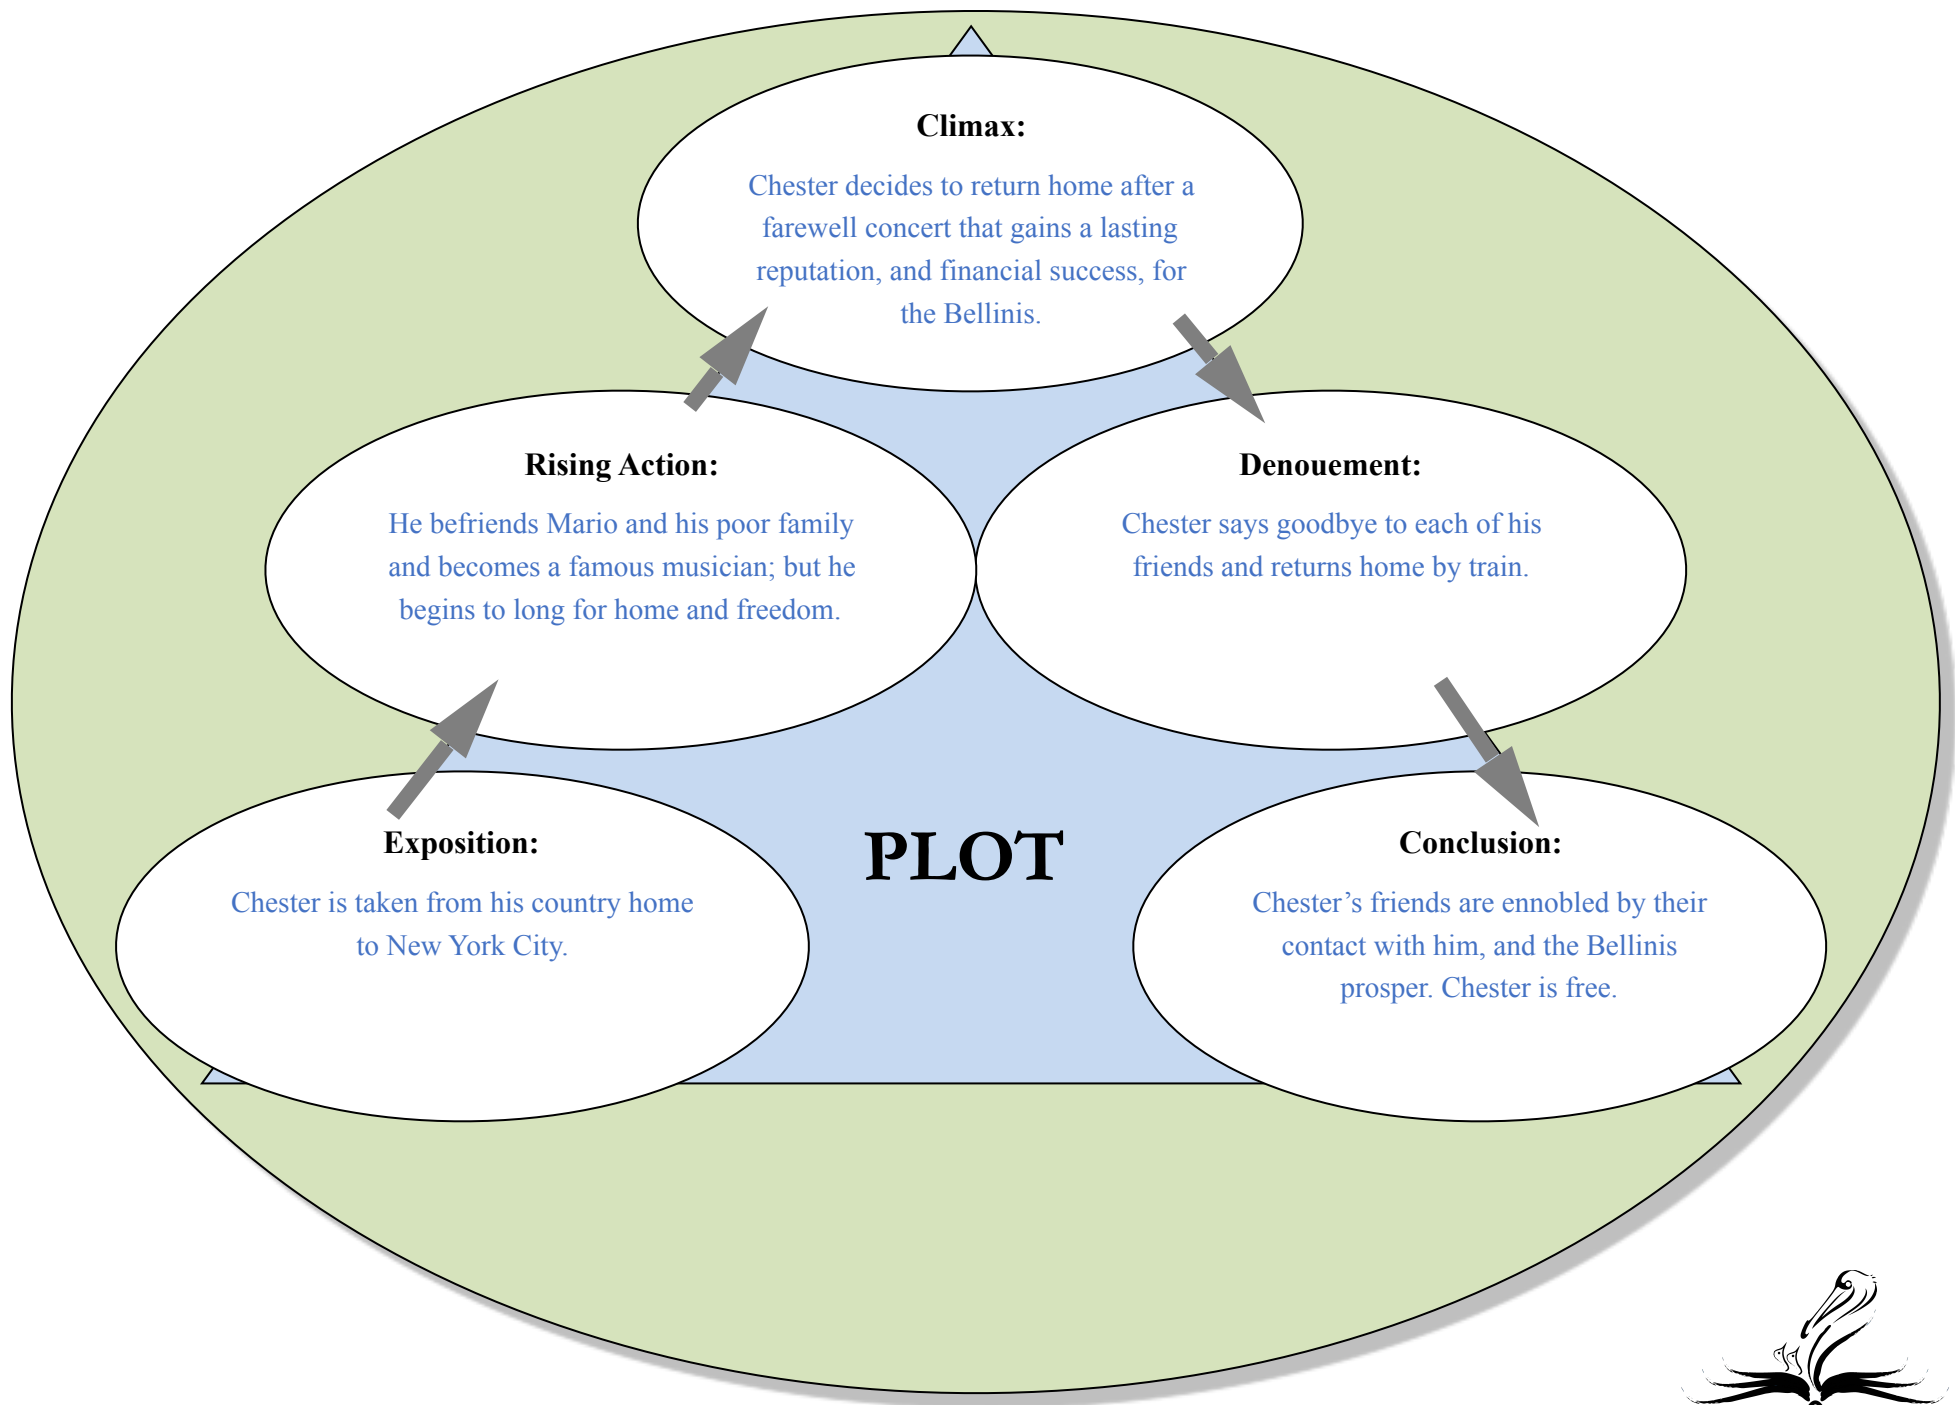 Climax:
Chester decides to return home after a
farewell concert that gains a lasting
reputation, and financial success, for
the Bellinis.
Rising Action:
He befriends Mario and his poor family
and becomes a famous musician; but he
begins to long for home and freedom.
Denouement:
Chester says goodbye to each of his
friends and returns home by train.
Exposition:
Chester is taken from his country home
to New York City.
PLOT
Conclusion:
Chester’s friends are ennobled by their
contact with him, and the Bellinis
prosper. Chester is free.